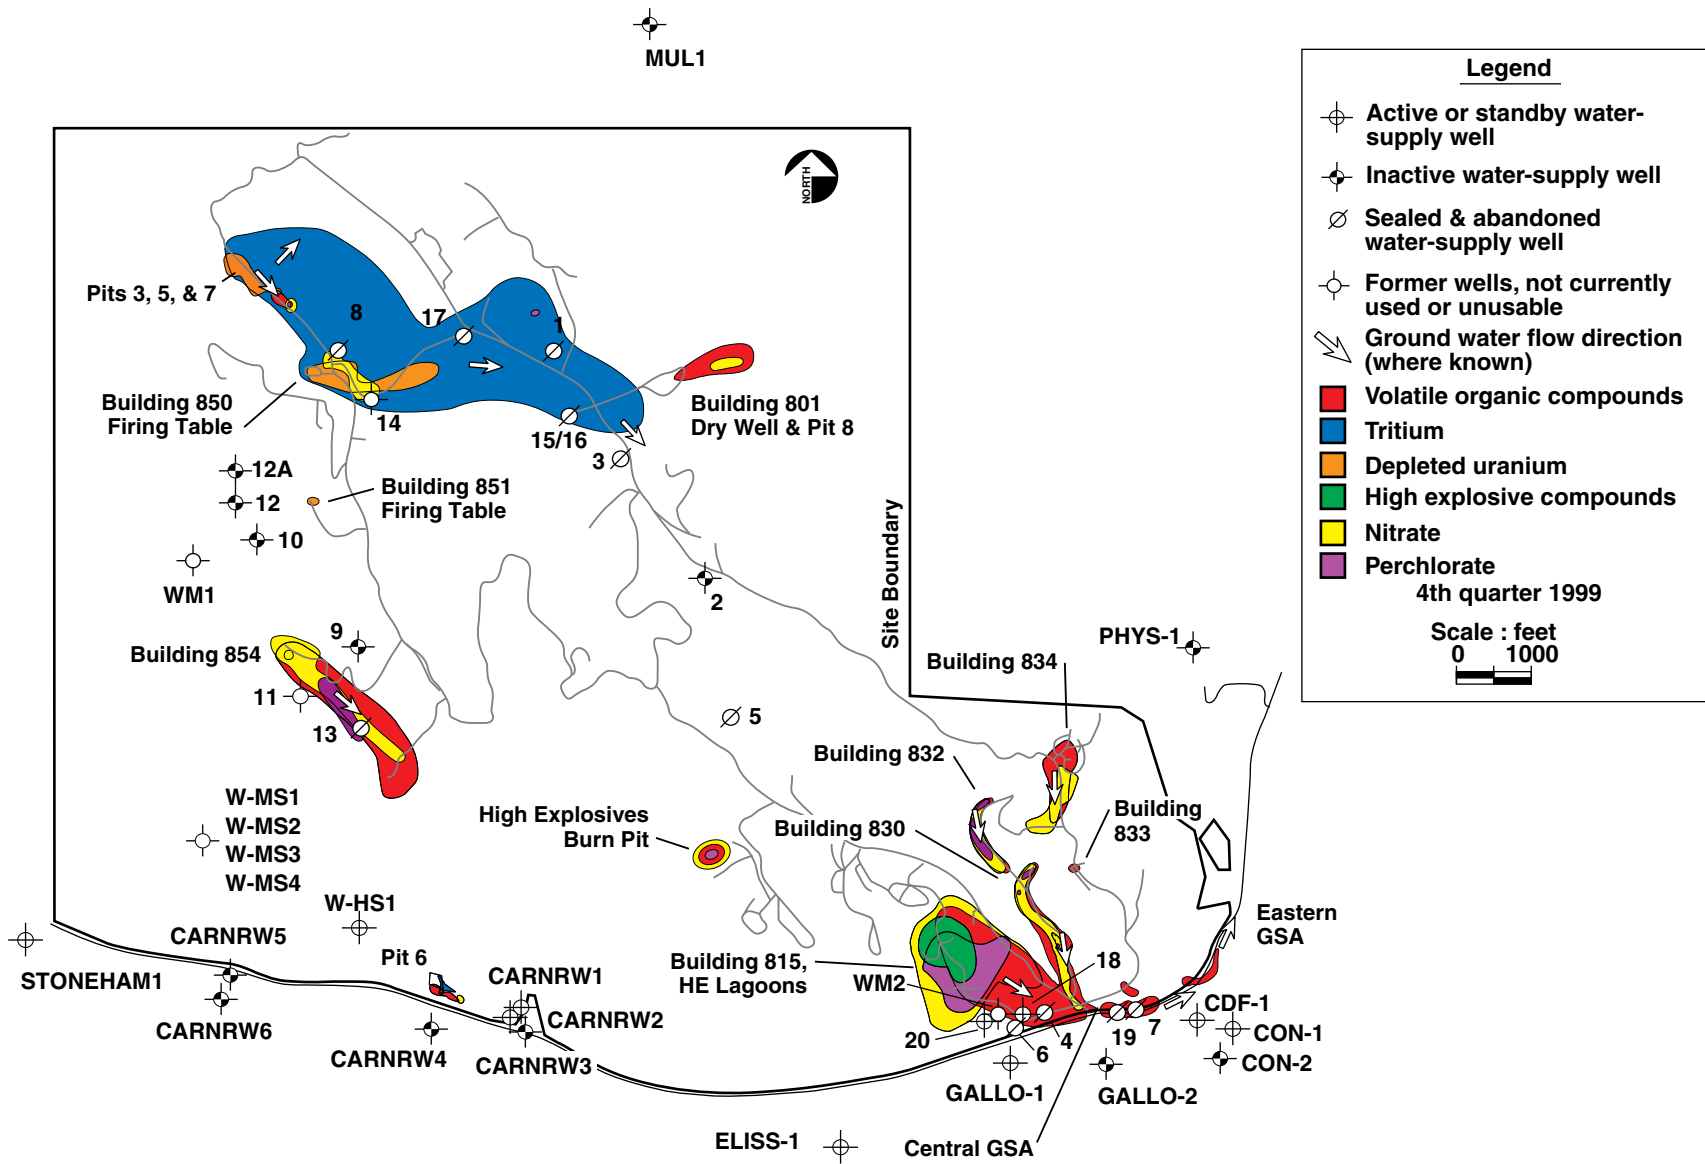 MUL1
Legend
Active or standby water-
supply well
Inactive water-supply well
Sealed & abandoned
water-supply well
Former wells, not currently
used or unusable
Ground water flow direction
(where known)
Volatile organic compounds
Tritium
Depleted uranium
High explosive compounds
Nitrate
Perchlorate
4th quarter 1999
Scale : feet
0 1000
NORTH
Pits 3, 5, & 7
8
17
1
Building 850
Firing Table
14
15/16
3
Building 801
Dry Well & Pit 8
12A
12
10
Building 851
Firing Table
WM1
2
Site Boundary
9
Building 854
11
13
5
PHYS-1
Building 834
Building 832
Building 833
Building 830
High Explosives
Burn Pit
W-MS1
W-MS2
W-MS3
W-MS4
W-HS1
CARNRW5
STONEHAM1
CARNRW6
Pit 6
CARNRW1
CARNRW2
CARNRW4
CARNRW3
Building 815,
HE Lagoons
WM2
18
Eastern
GSA
20
6
4
19
7
CDF-1
CON-1
CON-2
GALLO-1
GALLO-2
ELISS-1
Central GSA